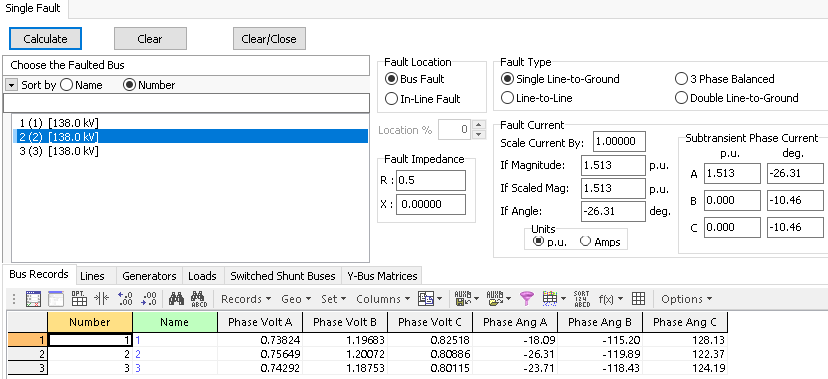 Single Fault
Calculate Clear Clear/Close
Choose the Faulted Bus
Sort by Name Number
1 (1) [138.0 kV]
2 (2) [138.0 kV]
3 (3) [138.0 kV]
Fault Location
Bus Fault
In-Line Fault
Location % 0
Fault Impedance
R : 0.5
X : 0.00000
Fault Type
Single Line-to-Ground 3 Phase Balanced
Line-to-Line Double Line-to-Ground
Fault Current
Scale Current By: 1.00000
If Magnitude: 1.513 p.u.
If Scaled Mag: 1.513 p.u.
If Angle: -26.31 deg.
Units
p.u. Amps
Subtransient Phase Current
p.u. deg.
A 1.513 -26.31
B 0.000 -10.46
C 0.000 -10.46
Bus Records Lines Generators Loads Switched Shunt Buses Y-Bus Matrices
Records Geo Set Columns f(x) Options
Number Name Phase Volt A Phase Volt B Phase Volt C Phase Ang A Phase Ang B Phase Ang C
1 1 1 0.73824 1.19683 0.82518 -18.09 -115.20 128.13
2 2 2 0.75649 1.20072 0.80886 -26.31 -119.89 122.37
3 3 3 0.74292 1.18753 0.80115 -23.71 -118.43 124.19